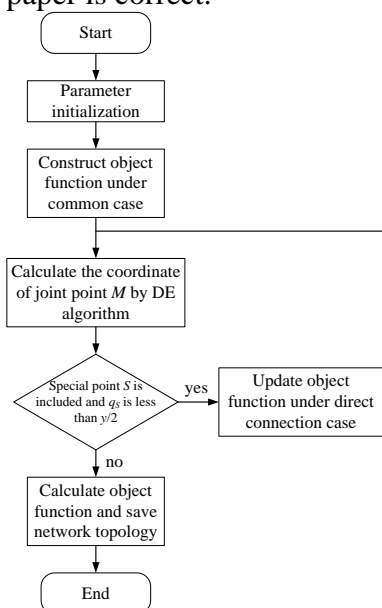 paper is correct.
Start
Parameter
initialization
Construct object
function under
common case
Calculate the coordinate
of joint point M by DE
algorithm
Special point S is
included and qS is less
than y/2
yes
Update object
function under direct
connection case
no
Calculate object
function and save
network topology
End